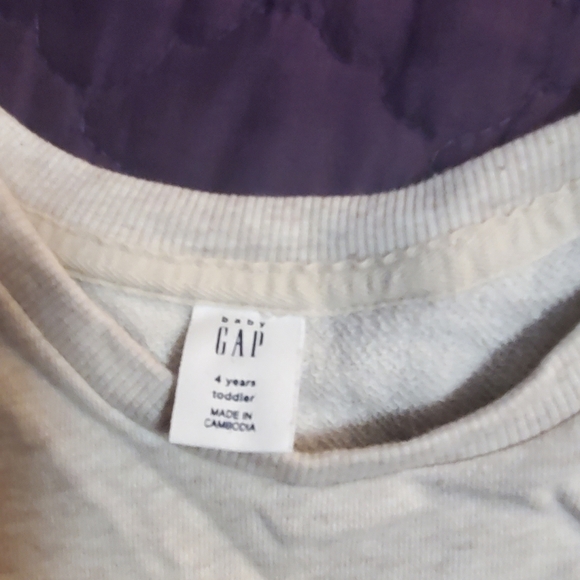 baby
GAP
4 years
toddler
MADE IN
CAMBODIA